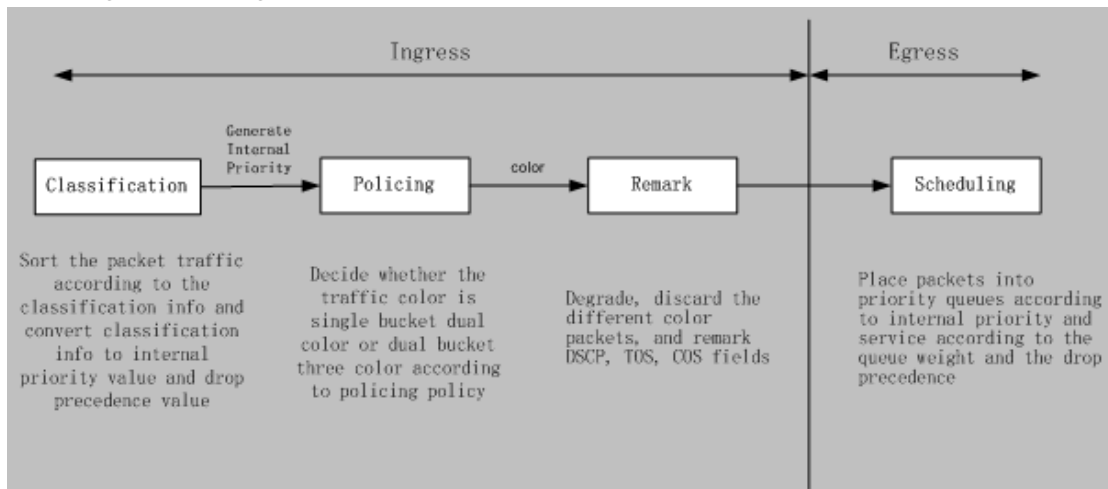 Ingress
Egress
Generate
Internal
Priority
color
Classification
Policing
Remark
Scheduling
Sort the packet traffic
according to the
classification info and
convert classification
info to internal
priority value and drop
precedence value
Decide whether the
traffic color is
single bucket dual
color or dual bucket
three color according
to policing policy
Degrade, discard the
different color
packets, and remark
DSCP, TOS, COS fields
Place packets into
priority queues according
to internal priority and
service according to the
queue weight and the drop
precedence